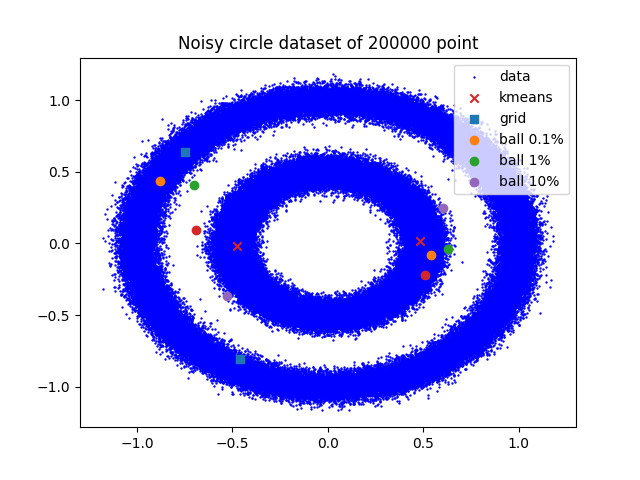 Noisy circle dataset of 200000 point
data
kmeans
grid
ball 0.1%
ball 1%
ball 10%
1.0
0.5
0.0
−0.5
−1.0
−1.0 −0.5 0.0 0.5 1.0